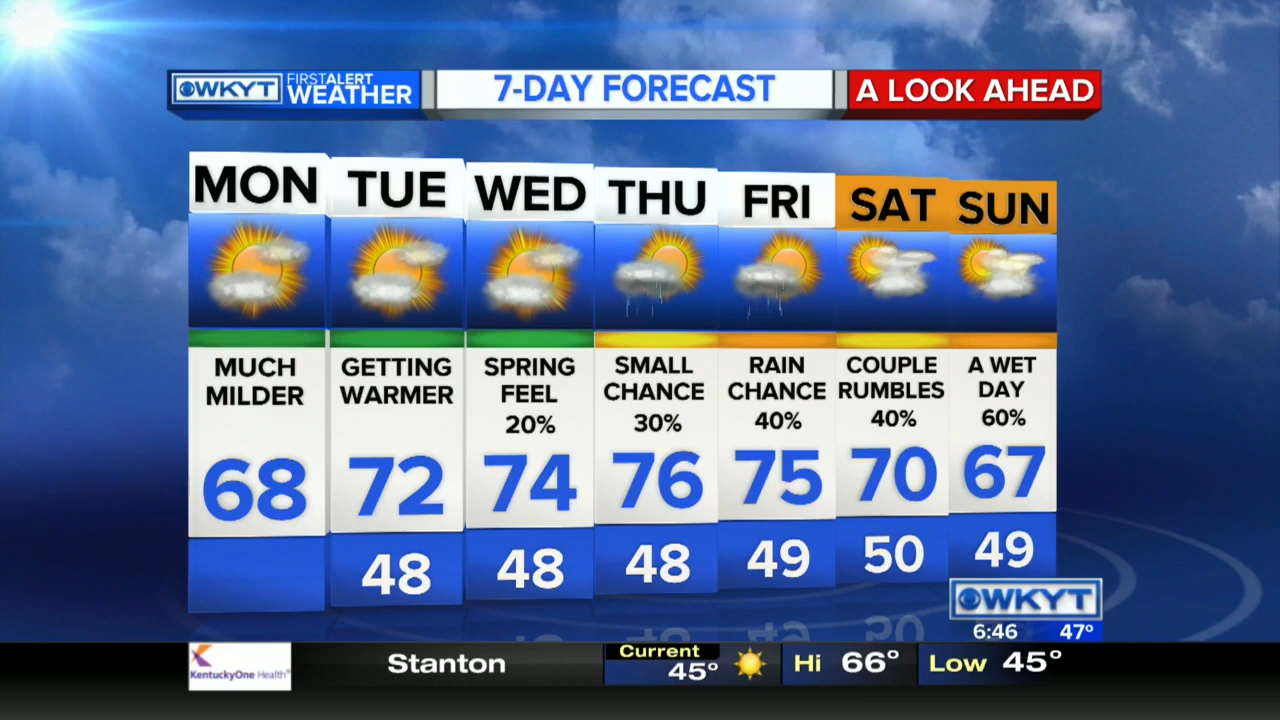 WKYT FIRST ALERT WEATHER
7-DAY FORECAST
A LOOK AHEAD
MON TUE WED THU FRI SAT SUN
MUCH MILDER
GETTING WARMER
SPRING FEEL 20%
SMALL CHANCE 30%
RAIN CHANCE 40%
COUPLE RUMBLES 40%
A WET DAY 60%
68 72 74 76 75 70 67
48 48 48 49 50 49
WKYT
6:46 47°
KentuckyOne Health®
Stanton
Current 45°
Hi 66°
Low 45°